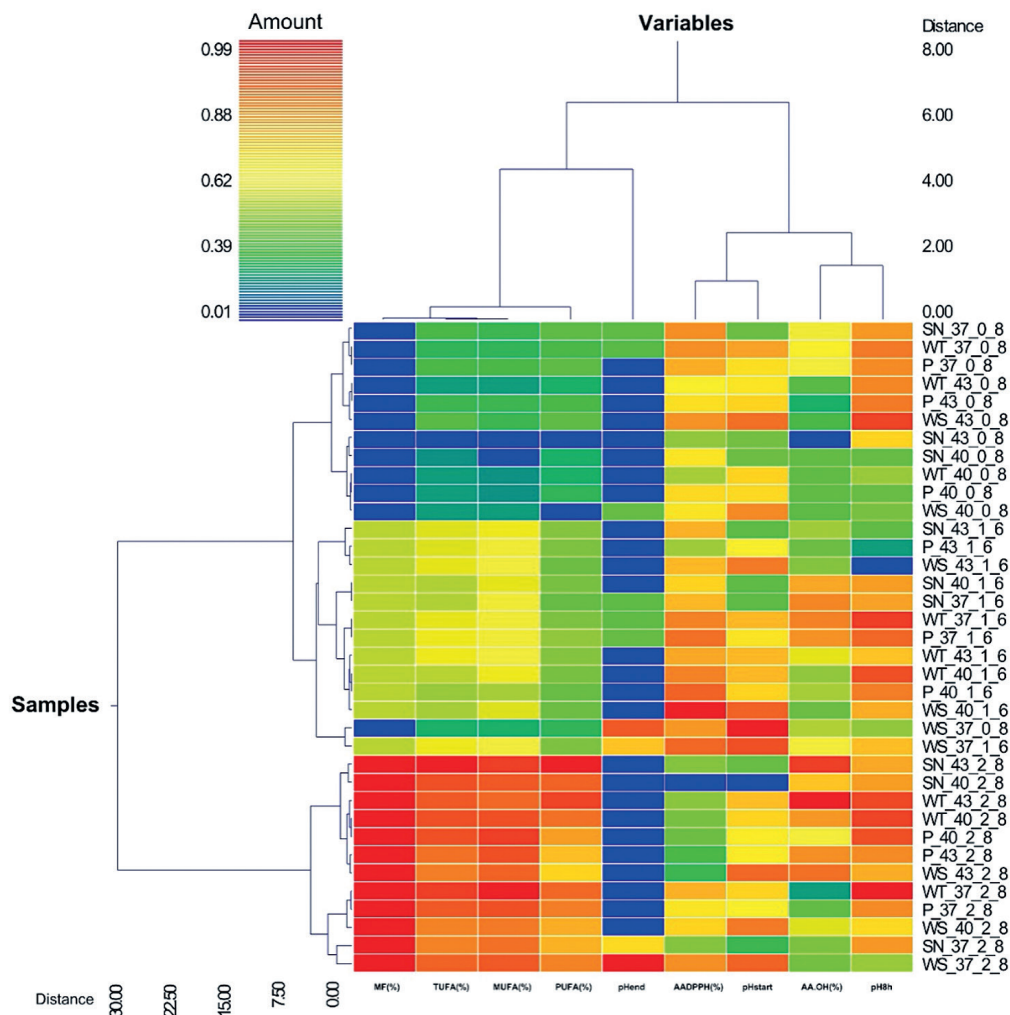 Amount
Variables
Distance
0.99
0.88
0.62
0.39
0.01
8.00
6.00
4.00
2.00
0.00
SN_37_0_8
WT_37_0_8
P_37_0_8
WT_43_0_8
P_43_0_8
WS_43_0_8
SN_43_0_8
SN_40_0_8
WT_40_0_8
P_40_0_8
WS_40_0_8
SN_43_1_6
P_43_1_6
WS_43_1_6
SN_40_1_6
SN_37_1_6
WT_37_1_6
P_37_1_6
WT_43_1_6
WT_40_1_6
P_40_1_6
WS_40_1_6
WS_37_0_8
WS_37_1_6
SN_43_2_8
SN_40_2_8
WT_43_2_8
WT_40_2_8
P_40_2_8
P_43_2_8
WS_43_2_8
WT_37_2_8
P_37_2_8
WS_40_2_8
SN_37_2_8
WS_37_2_8
Samples
Distance
30.00
22.50
15.00
7.50
0.00
MF(%) TUFA(%) MUFA(%) PUFA(%) pHend AADPPH(%) pHstart AA.OH(%) pH8h